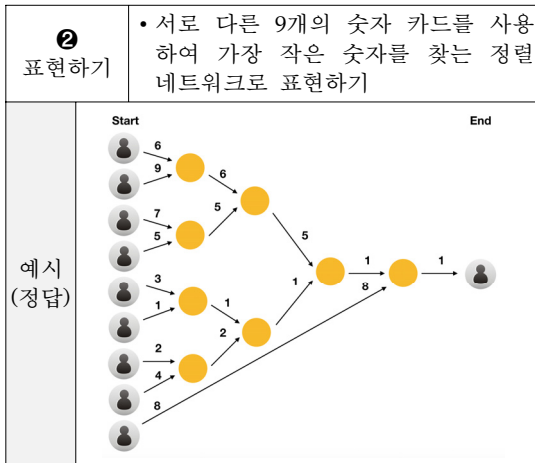 ❷
표현하기
• 서로 다른 9개의 숫자 카드를 사용
하여 가장 작은 숫자를 찾는 정렬
네트워크로 표현하기
예시
(정답)
Start
End
6
9
6
7
5
5
5
3
1
1
1
1
1
8
2
2
4
8